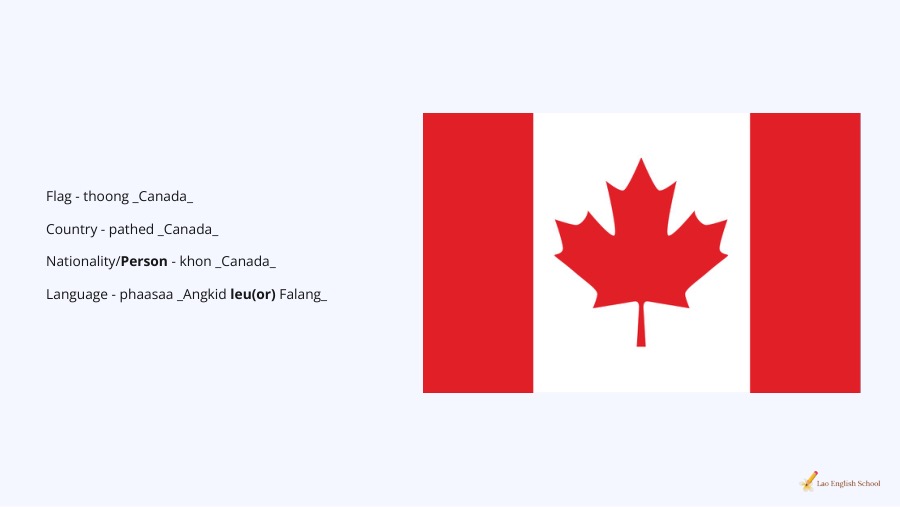 Flag - thoong _Canada_
Country - pathed _Canada_
Nationality/Person - khon _Canada_
Language - phaasaa _Angkid leu(or) Falang_
Lao English School